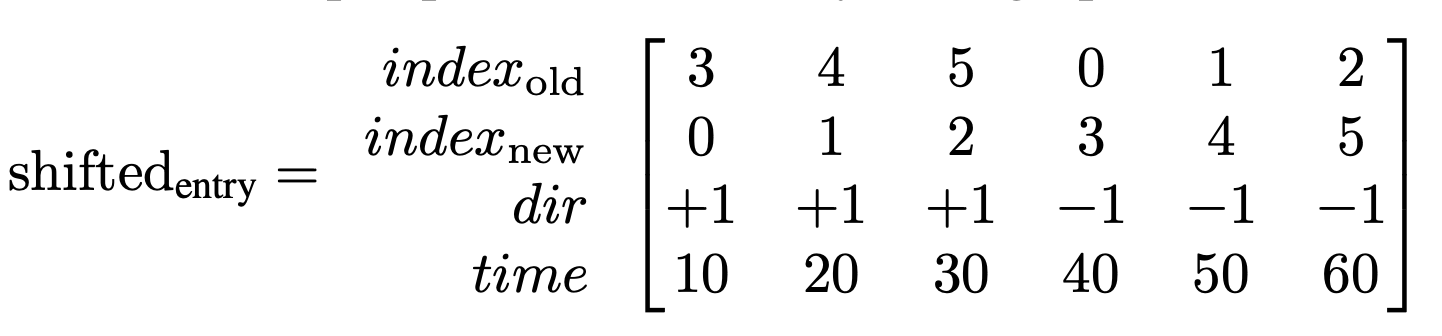 index_old 3 4 5 0 1 2
index_new 0 1 2 3 4 5
shifted_entry =
dir +1 +1 +1 −1 −1 −1
time 10 20 30 40 50 60